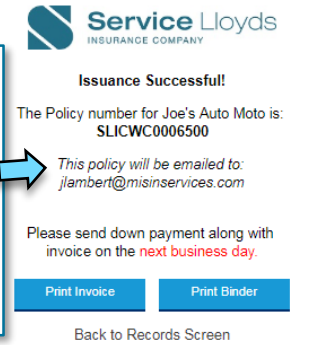 Service Lloyds
INSURANCE COMPANY
Issuance Successful!
The Policy number for Joe's Auto Moto is:
SLICWC0006500
This policy will be emailed to:
jlambert@misinservices.com
Please send down payment along with
invoice on the next business day.
Print Invoice Print Binder
Back to Records Screen